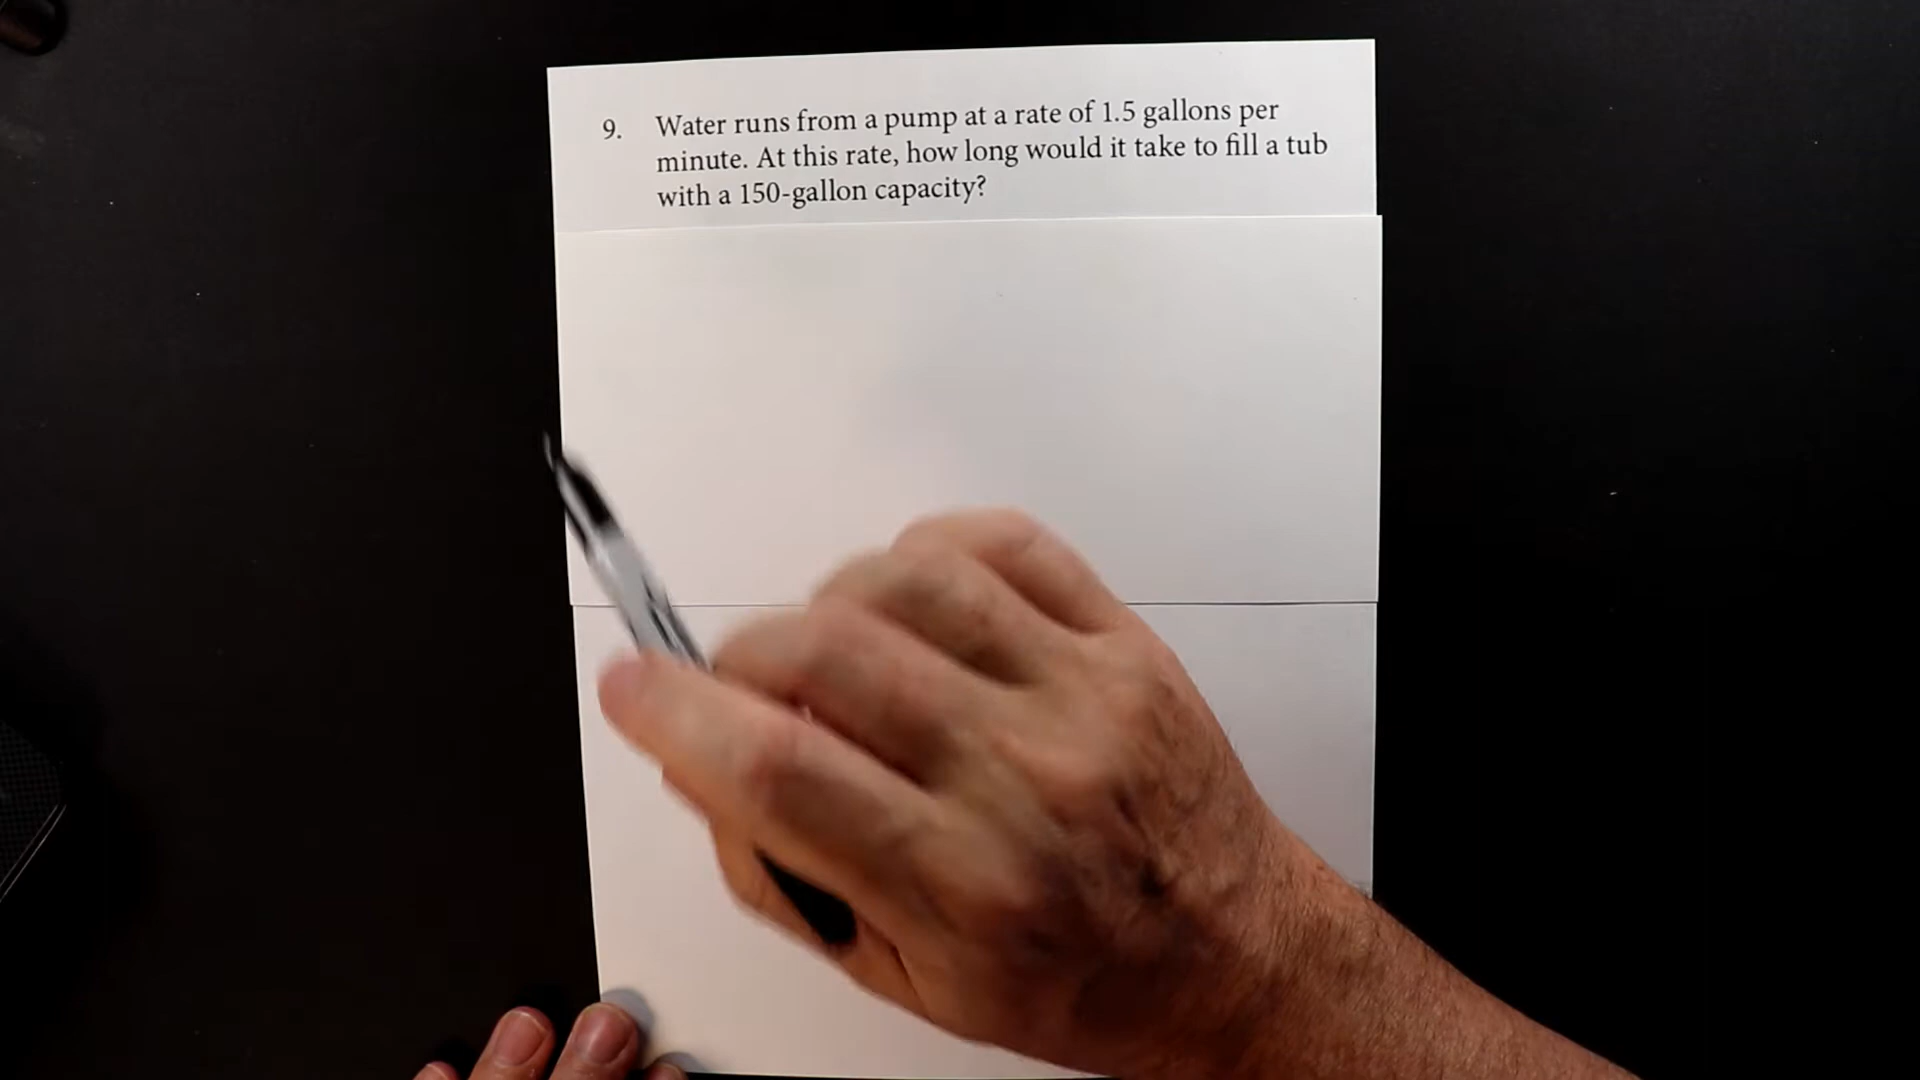 9. Water runs from a pump at a rate of 1.5 gallons per
minute. At this rate, how long would it take to fill a tub
with a 150-gallon capacity?